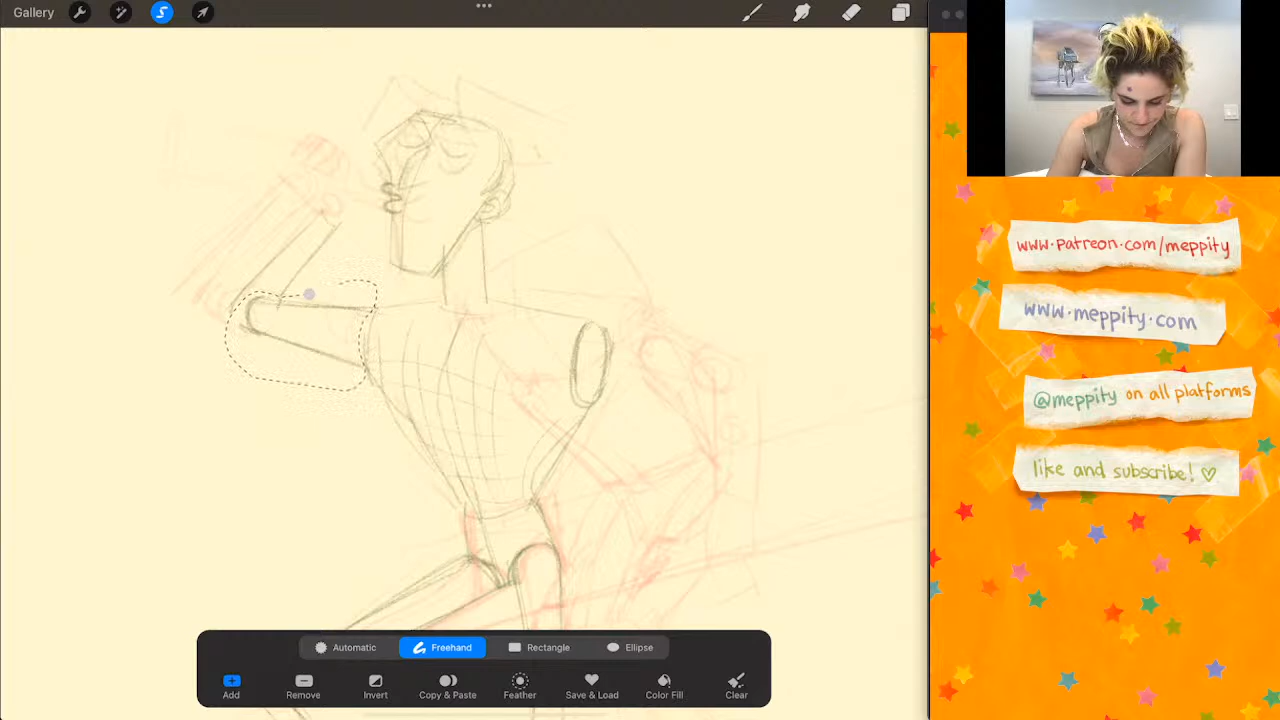 Gallery
www.patreon.com/meppity
www.meppity.com
@meppity on all platforms
like and subscribe! ♡
Automatic Freehand Rectangle Ellipse
Add Remove Invert Copy & Paste Feather Save & Load Color Fill Clear